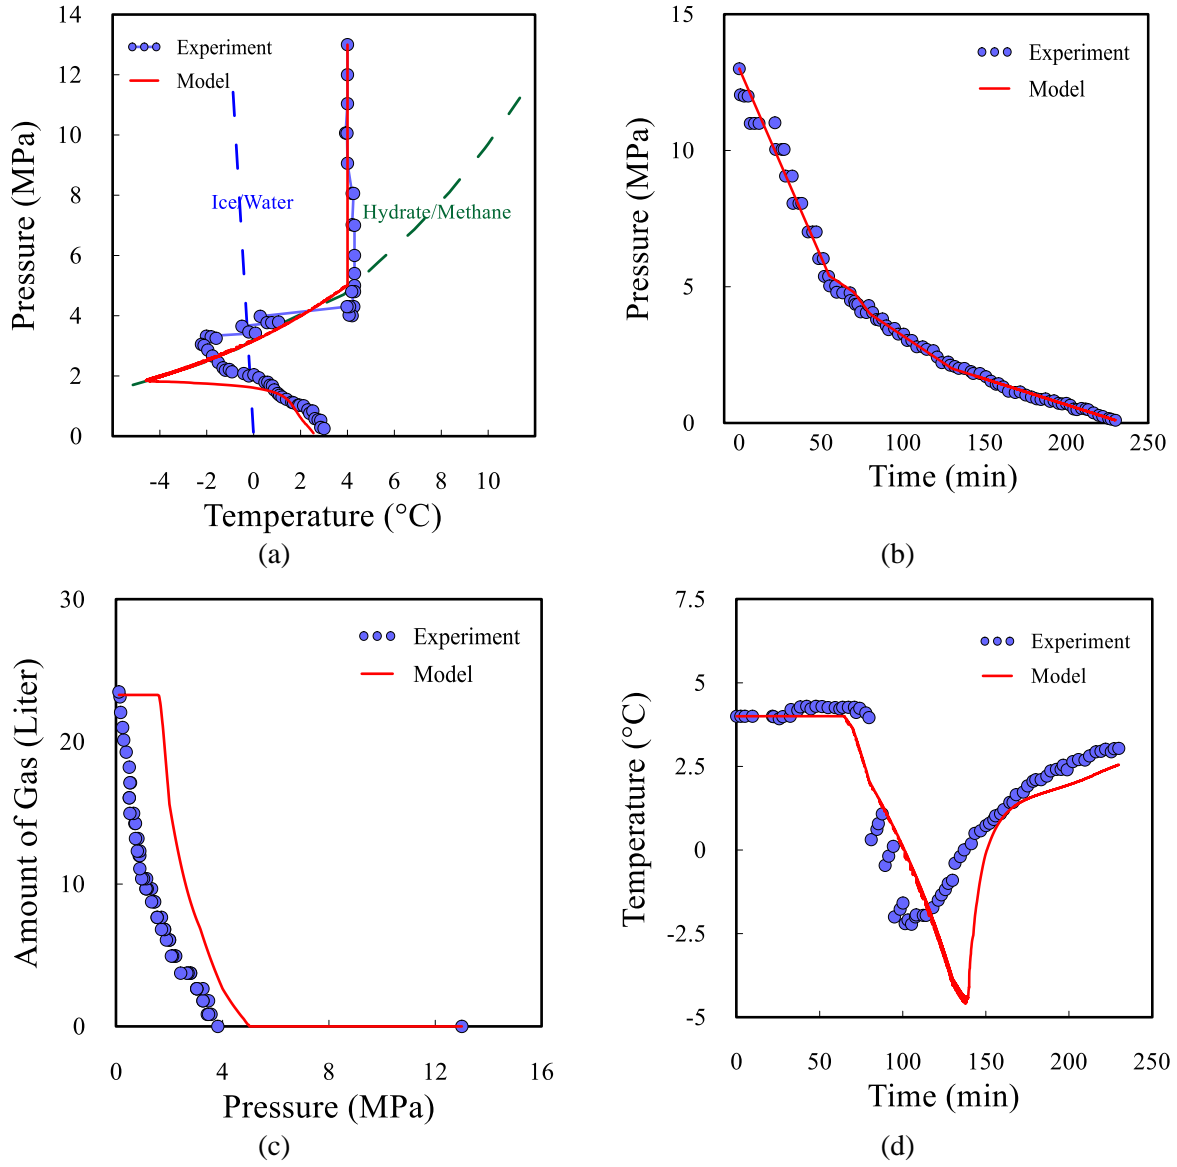 14
12
10
8
6
4
2
0
Pressure (MPa)
Experiment
Model
Ice/Water
Hydrate/Methane
-4 -2 0 2 4 6 8 10
Temperature (°C)
(a)
15
10
5
0
Pressure (MPa)
Experiment
Model
0 50 100 150 200 250
Time (min)
(b)
30
20
10
0
Amount of Gas (Liter)
Experiment
Model
0 4 8 12 16
Pressure (MPa)
(c)
7.5
5
2.5
0
-2.5
-5
Temperature (°C)
Experiment
Model
0 50 100 150 200 250
Time (min)
(d)